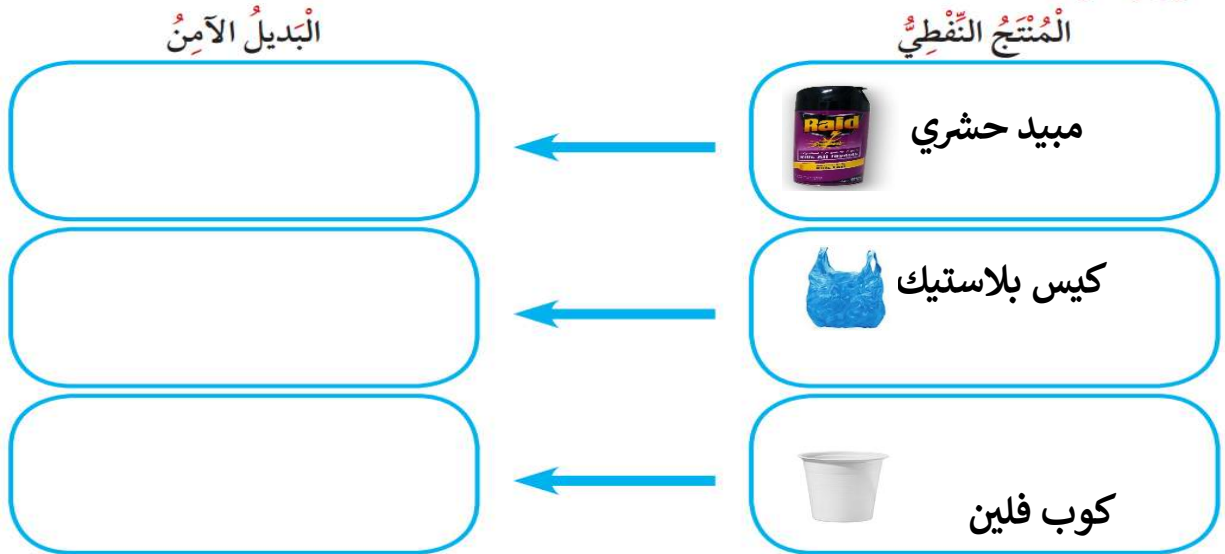 الْمُنْتَجُ النِّفْطِيُّ
الْبَديلُ الآمِنُ
مبيد حشري
Raid
كيس بلاستيك
كوب فلين